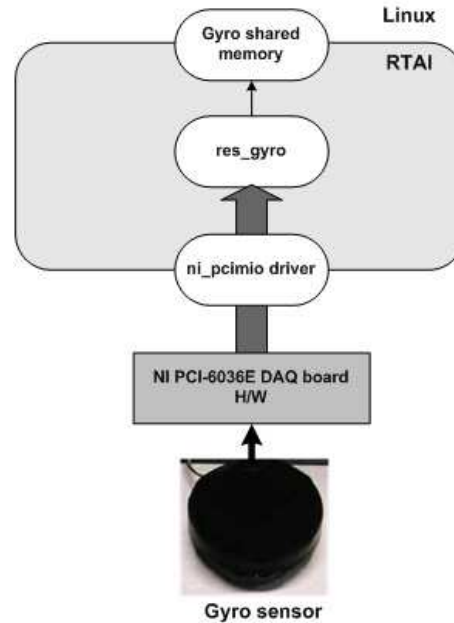 Linux
Gyro shared
memory
RTAI
res_gyro
ni_pcimio driver
NI PCI-6036E DAQ board
H/W
Gyro sensor